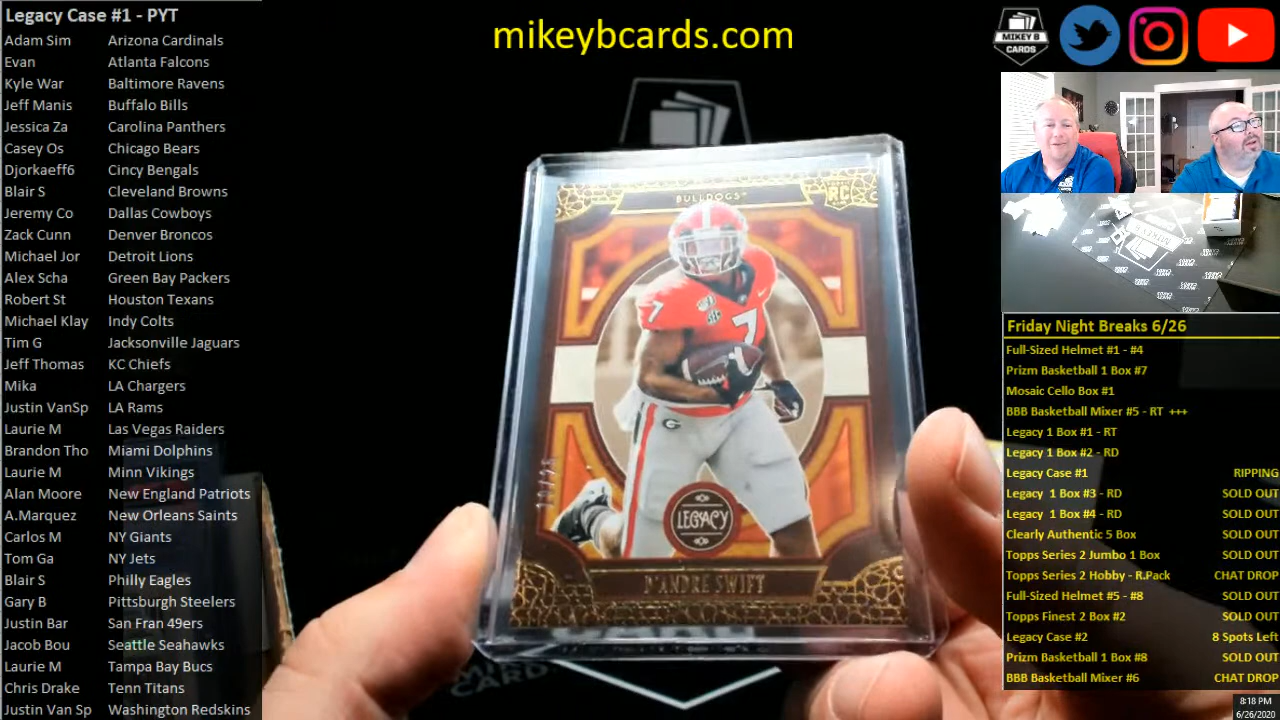 Legacy Case #1 - PYT
Adam Sim Arizona Cardinals
Evan Atlanta Falcons
Kyle War Baltimore Ravens
Jeff Manis Buffalo Bills
Jessica Za Carolina Panthers
Casey Os Chicago Bears
Djorkaeff6 Cincy Bengals
Blair S Cleveland Browns
Jeremy Co Dallas Cowboys
Zack Cunn Denver Broncos
Michael Jor Detroit Lions
Alex Scha Green Bay Packers
Robert St Houston Texans
Michael Klay Indy Colts
Tim G Jacksonville Jaguars
Jeff Thomas KC Chiefs
Mika LA Chargers
Justin VanSp LA Rams
Laurie M Las Vegas Raiders
Brandon Tho Miami Dolphins
Laurie M Minn Vikings
Alan Moore New England Patriots
A.Marquez New Orleans Saints
Carlos M NY Giants
Tom Ga NY Jets
Blair S Philly Eagles
Gary B Pittsburgh Steelers
Justin Bar San Fran 49ers
Jacob Bou Seattle Seahawks
Laurie M Tampa Bay Bucs
Chris Drake Tenn Titans
Justin Van Sp Washington Redskins
mikeybcards.com
BULLDOGS
RC
7
7
G
LEGACY
D'ANDRE SWIFT
MIKEY B
CARDS
Friday Night Breaks 6/26
Full-Sized Helmet #1 - #4
Prizm Basketball 1 Box #7
Mosaic Cello Box #1
BBB Basketball Mixer #5 - RT +++
Legacy 1 Box #1 - RT
Legacy 1 Box #2 - RD
Legacy Case #1 RIPPING
Legacy 1 Box #3 - RD SOLD OUT
Legacy 1 Box #4 - RD SOLD OUT
Clearly Authentic 5 Box SOLD OUT
Topps Series 2 Jumbo 1 Box SOLD OUT
Topps Series 2 Hobby - R.Pack CHAT DROP
Full-Sized Helmet #5 - #8 SOLD OUT
Topps Finest 2 Box #2 SOLD OUT
Legacy Case #2 8 Spots Left
Prizm Basketball 1 Box #8 SOLD OUT
BBB Basketball Mixer #6 CHAT DROP
8:18 PM
6/26/2020